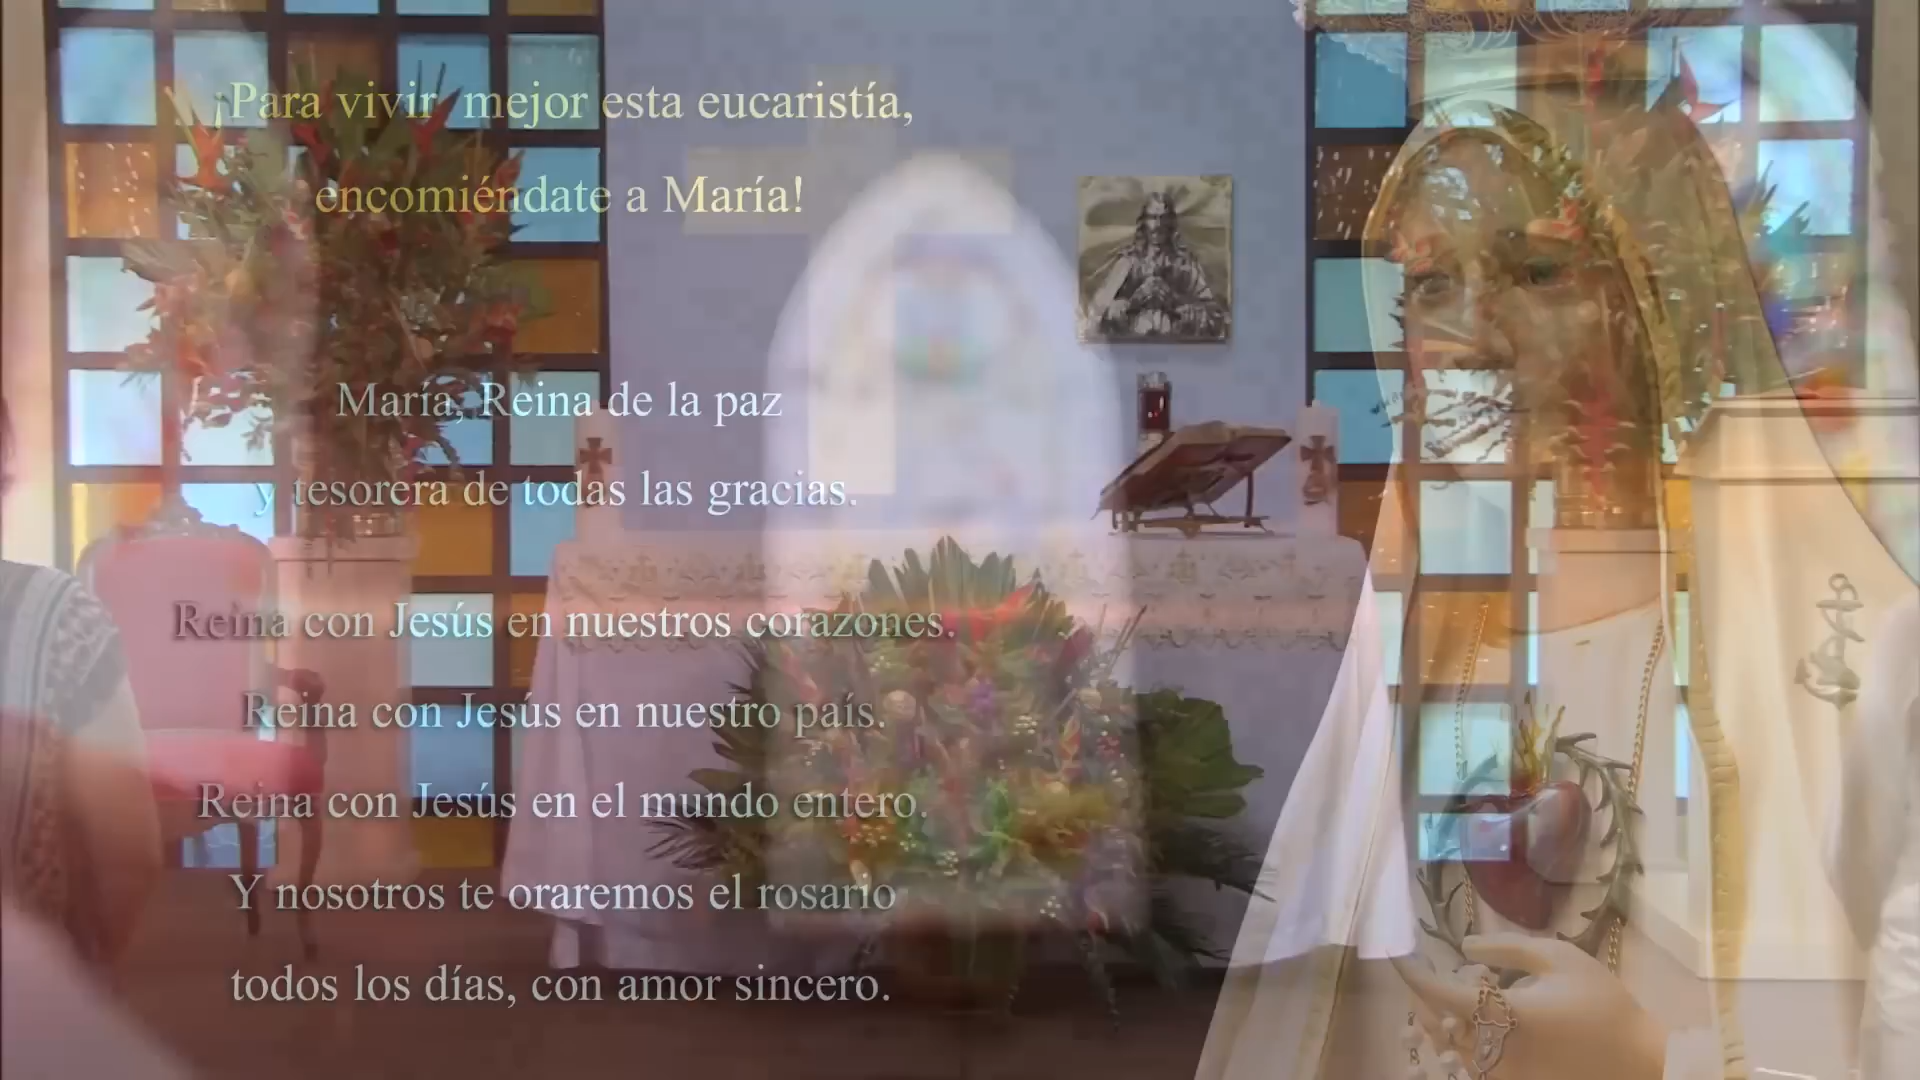 ¡Para vivir mejor esta eucaristía,
encomiéndate a María!
María, Reina de la paz
y tesorera de todas las gracias.
Reina con Jesús en nuestros corazones.
Reina con Jesús en nuestro país.
Reina con Jesús en el mundo entero.
Y nosotros te oraremos el rosario
todos los días, con amor sincero.